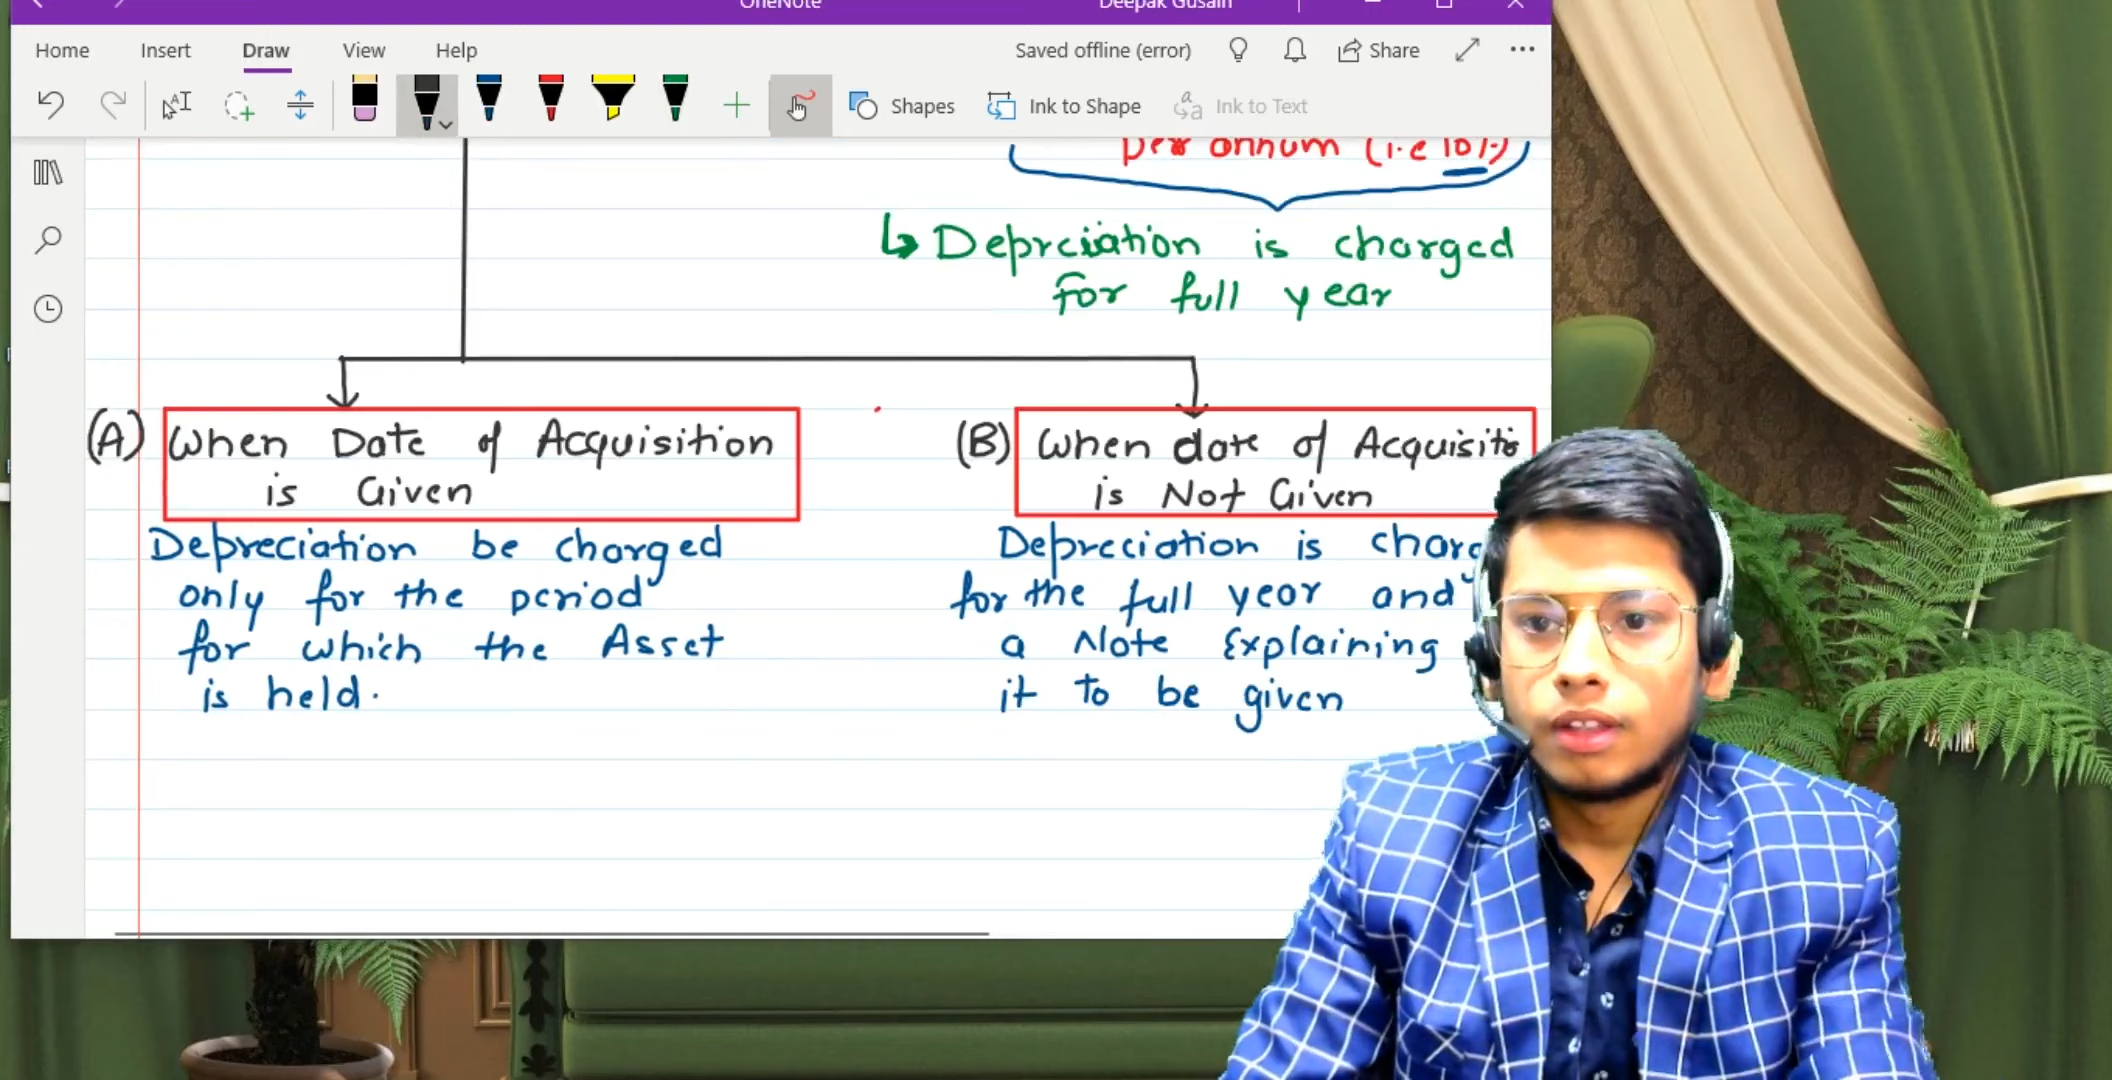 OneNote
Deepak Gusain
Home Insert Draw View Help
Saved offline (error)
Share
Shapes
Ink to Shape
Ink to Text
per annum (i.e 10%)
Depreciation is charged
for full year
(A) When Date of Acquisition
is Given
Depreciation be charged
only for the period
for which the Asset
is held.
(B) When date of Acquisitio
is Not Given
Depreciation is charg
for the full year and
a Note Explaining
it to be given